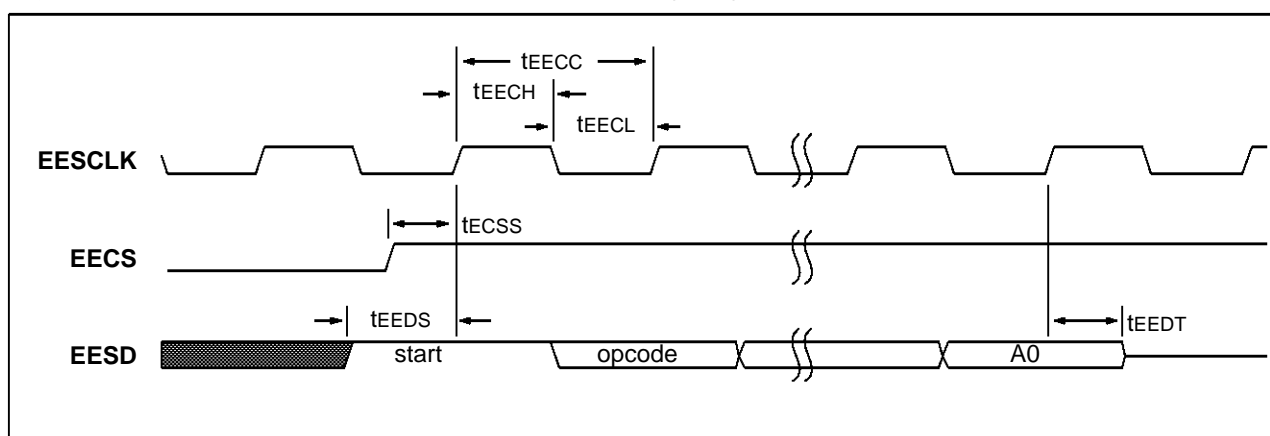 tEECC
tEECH
tEECL
EESCLK
tECSS
EECS
tEEDS
tEEDT
EESD
start
opcode
A0